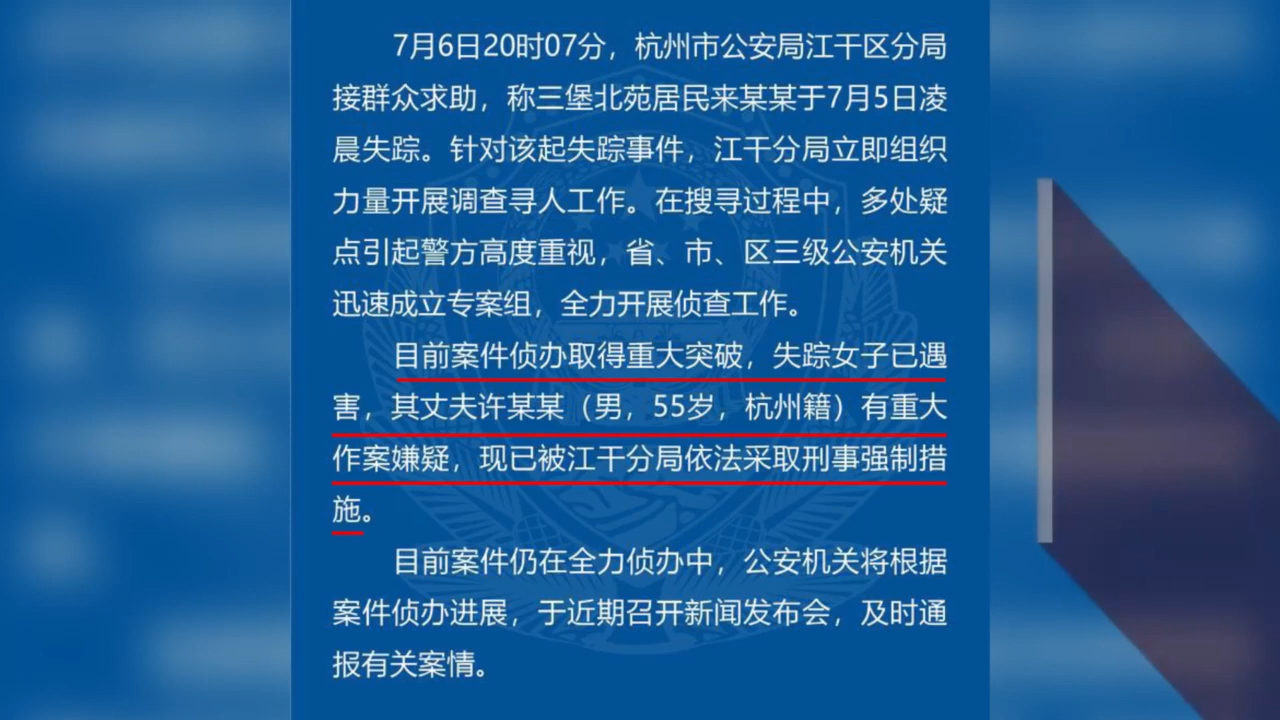 7月6日20时07分，杭州市公安局江干区分局
接群众求助，称三堡北苑居民来某某于7月5日凌
晨失踪。针对该起失踪事件，江干分局立即组织
力量开展调查寻人工作。在搜寻过程中，多处疑
点引起警方高度重视，省、市、区三级公安机关
迅速成立专案组，全力开展侦查工作。
目前案件侦办取得重大突破，失踪女子已遇
害，其丈夫许某某（男，55岁，杭州籍）有重大
作案嫌疑，现已被江干分局依法采取刑事强制措
施。
目前案件仍在全力侦办中，公安机关将根据
案件侦办进展，于近期召开新闻发布会，及时通
报有关案情。